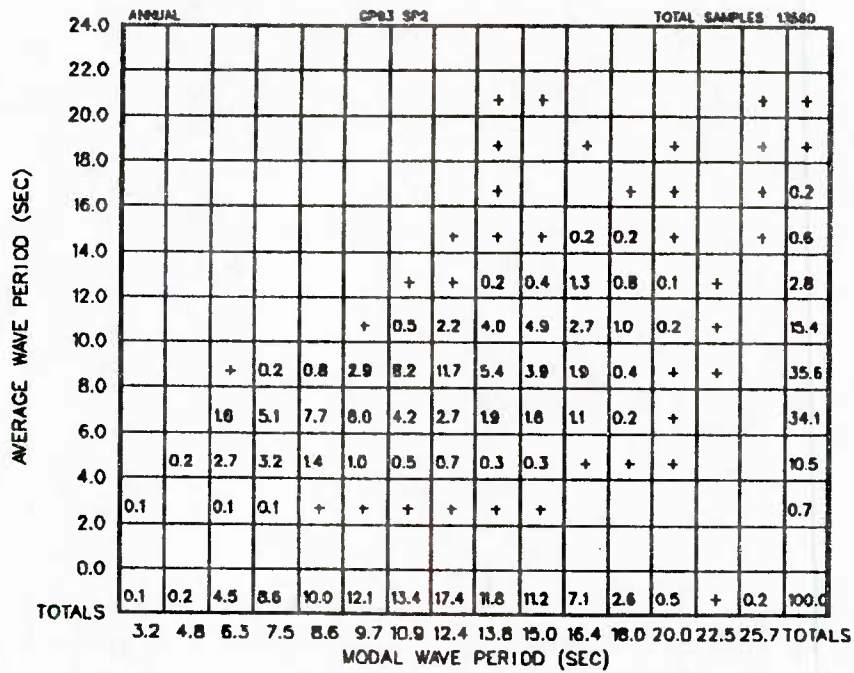 ANNUAL GPB3 SP2 TOTAL SAMPLES
24.0
22.0
+ + + +
20.0
+ + + + +
18.0
+ + + + 0.2
16.0
+ + + 0.2 0.2 + + 0.6
14.0
+ + 0.2 0.4 1.3 0.8 0.1 + 2.8
12.0
+ 0.5 2.2 4.0 4.9 2.7 1.0 0.2 + 15.4
10.0
+ 0.2 0.8 2.9 8.2 11.7 5.4 3.9 1.9 0.4 + + 35.6
8.0
1.6 5.1 7.7 8.0 4.2 2.7 1.9 1.6 1.1 0.2 + 34.1
6.0
0.2 2.7 3.2 1.4 1.0 0.5 0.7 0.3 0.3 + + + 10.5
4.0
0.1 0.1 0.1 + + + + + + 0.7
2.0
0.0
TOTALS 0.1 0.2 4.5 8.6 10.0 12.1 13.4 17.4 11.8 11.2 7.1 2.6 0.5 + 0.2 100.0
3.2 4.8 6.3 7.5 8.6 9.7 10.9 12.4 13.8 15.0 16.4 18.0 20.0 22.5 25.7 TOTALS
MODAL WAVE PERIOD (SEC)
AVERAGE WAVE PERIOD (SEC)